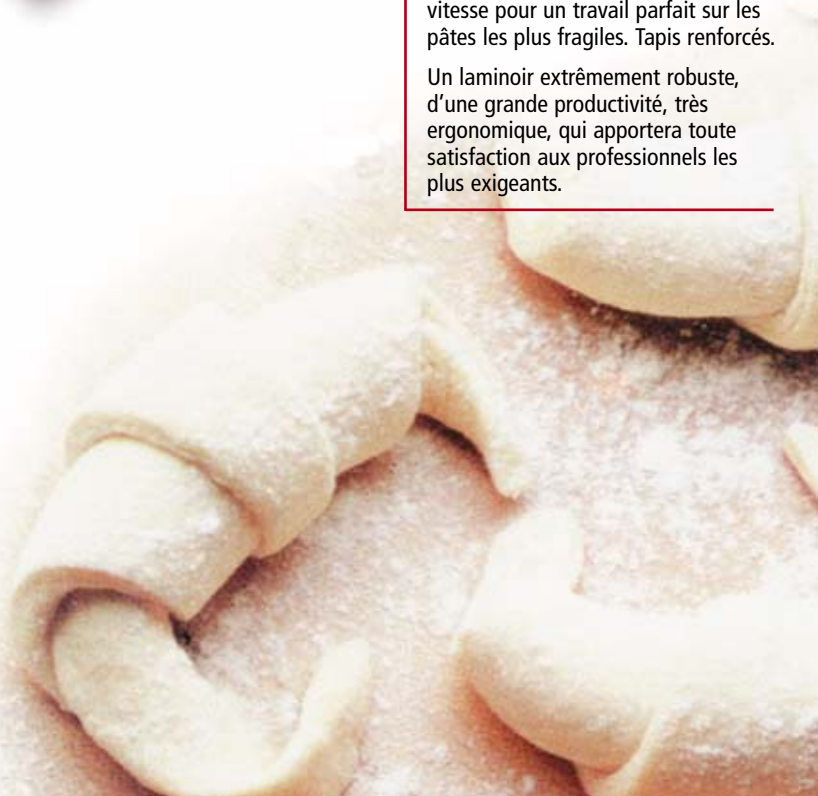 vitesse pour un travail parfait sur les
pâtes les plus fragiles. Tapis renforcés.
Un laminoir extrêmement robuste,
d'une grande productivité, très
ergonomique, qui apportera toute
satisfaction aux professionnels les
plus exigeants.